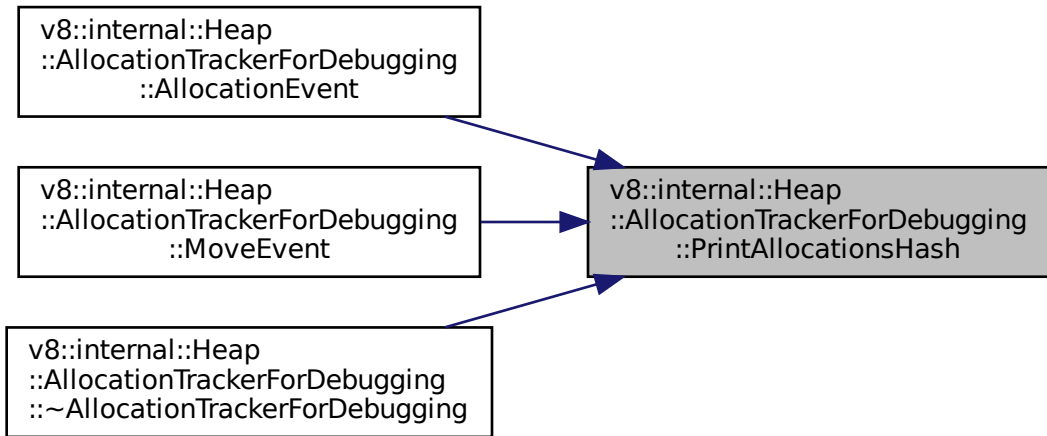 v8::internal::Heap
::AllocationTrackerForDebugging
::AllocationEvent
v8::internal::Heap
::AllocationTrackerForDebugging
::MoveEvent
v8::internal::Heap
::AllocationTrackerForDebugging
::~AllocationTrackerForDebugging
v8::internal::Heap
::AllocationTrackerForDebugging
::PrintAllocationsHash